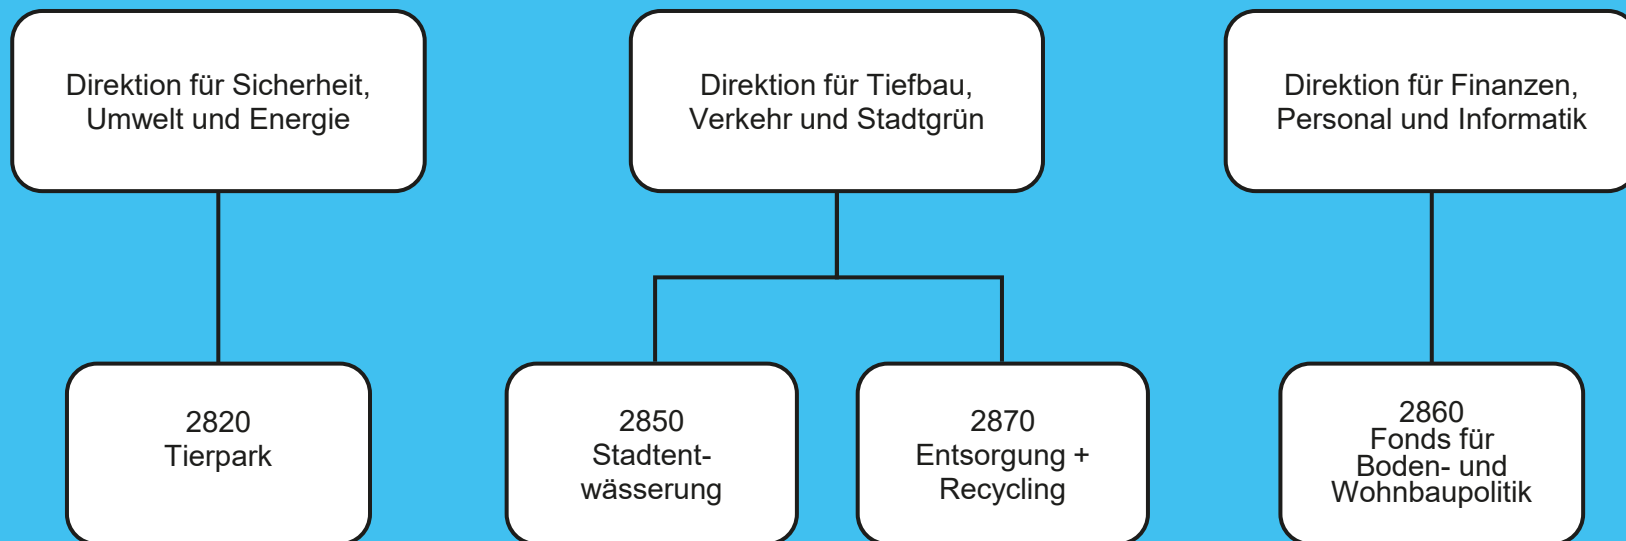 Direktion für Sicherheit,
Umwelt und Energie
Direktion für Tiefbau,
Verkehr und Stadtgrün
Direktion für Finanzen,
Personal und Informatik
2820
Tierpark
2850
Stadtent-
wässerung
2870
Entsorgung +
Recycling
2860
Fonds für
Boden- und
Wohnbaupolitik